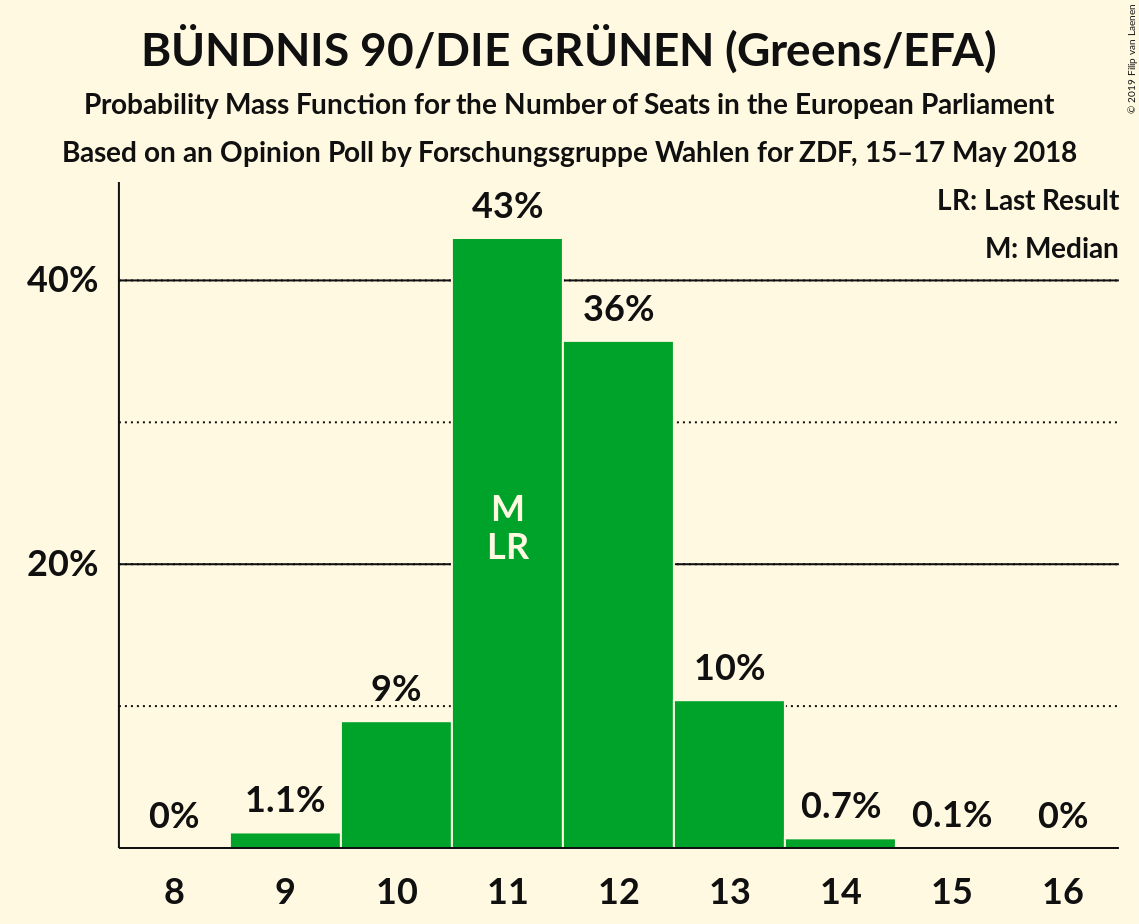 BÜNDNIS 90/DIE GRÜNEN (Greens/EFA)
Probability Mass Function for the Number of Seats in the European Parliament
Based on an Opinion Poll by Forschungsgruppe Wahlen for ZDF, 15–17 May 2018
© 2019 Filip van Laenen
LR: Last Result
M: Median
40%
20%
0%
1.1%
9%
43%
36%
10%
0.7%
0.1%
0%
M
LR
8 9 10 11 12 13 14 15 16